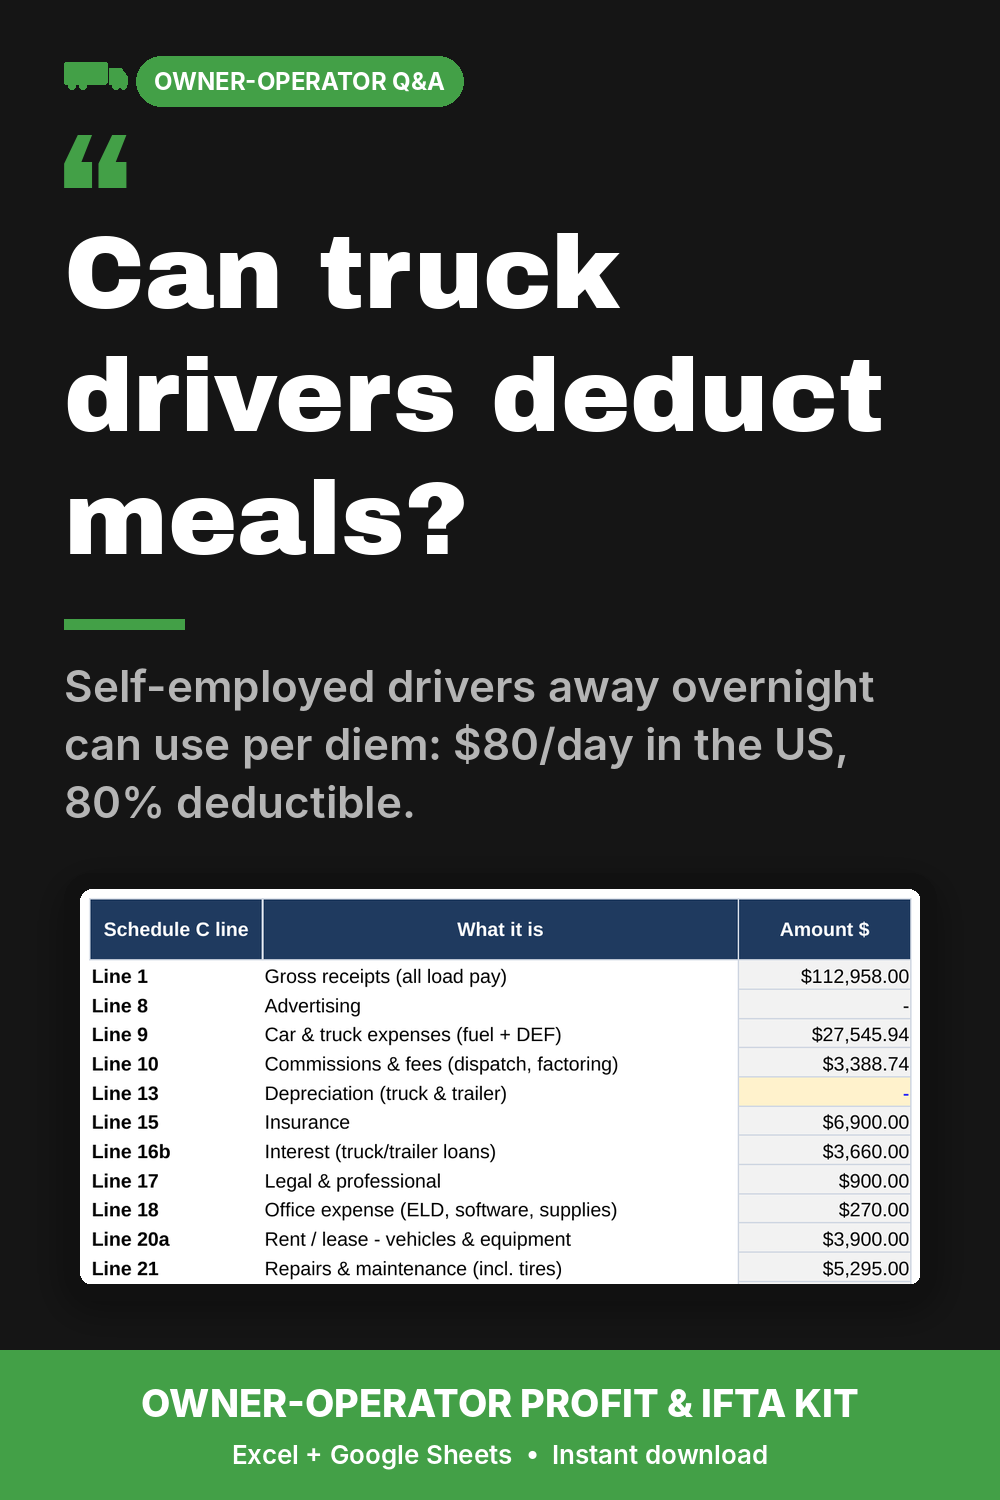 OWNER-OPERATOR Q&A
“
Can truck
drivers deduct
meals?
Self-employed drivers away overnight
can use per diem: $80/day in the US,
80% deductible.
Schedule C line What it is Amount $
Line 1 Gross receipts (all load pay) $112,958.00
Line 8 Advertising -
Line 9 Car & truck expenses (fuel + DEF) $27,545.94
Line 10 Commissions & fees (dispatch, factoring) $3,388.74
Line 13 Depreciation (truck & trailer) -
Line 15 Insurance $6,900.00
Line 16b Interest (truck/trailer loans) $3,660.00
Line 17 Legal & professional $900.00
Line 18 Office expense (ELD, software, supplies) $270.00
Line 20a Rent / lease - vehicles & equipment $3,900.00
Line 21 Repairs & maintenance (incl. tires) $5,295.00
OWNER-OPERATOR PROFIT & IFTA KIT
Excel + Google Sheets • Instant download